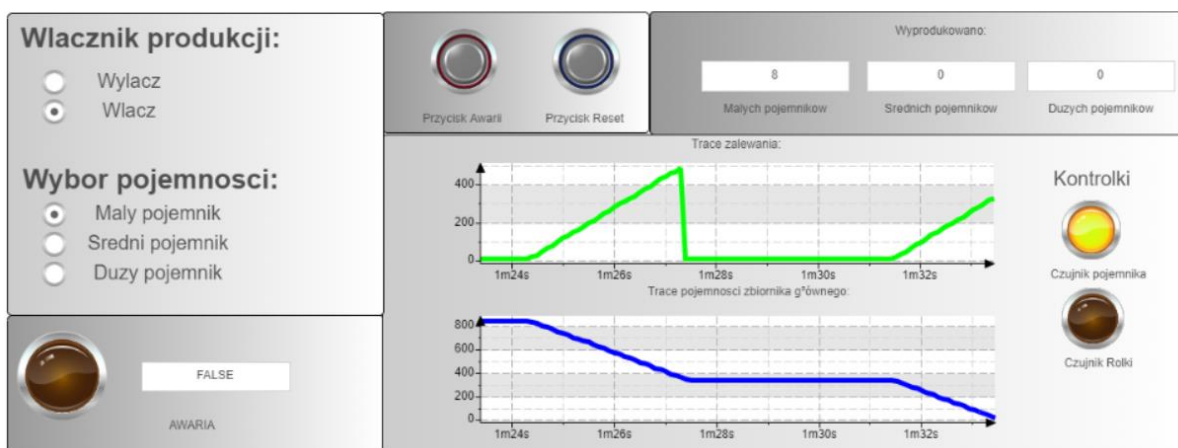 Wlacznik produkcji:
Wylacz
Wlacz
Wybor pojemnosci:
Maly pojemnik
Sredni pojemnik
Duzy pojemnik
FALSE
AWARIA
Przycisk Awarii
Przycisk Reset
Wyprodukowano:
8
0
0
Malych pojemnikow
Srednich pojemnikow
Duzych pojemnikow
Trace zalewania:
400
200
0
1m24s
1m26s
1m28s
1m30s
1m32s
Trace pojemnosci zbiornika g°ównego:
800
600
400
200
0
1m24s
1m26s
1m28s
1m30s
1m32s
Kontrolki
Czujnik pojemnika
Czujnik Rolki